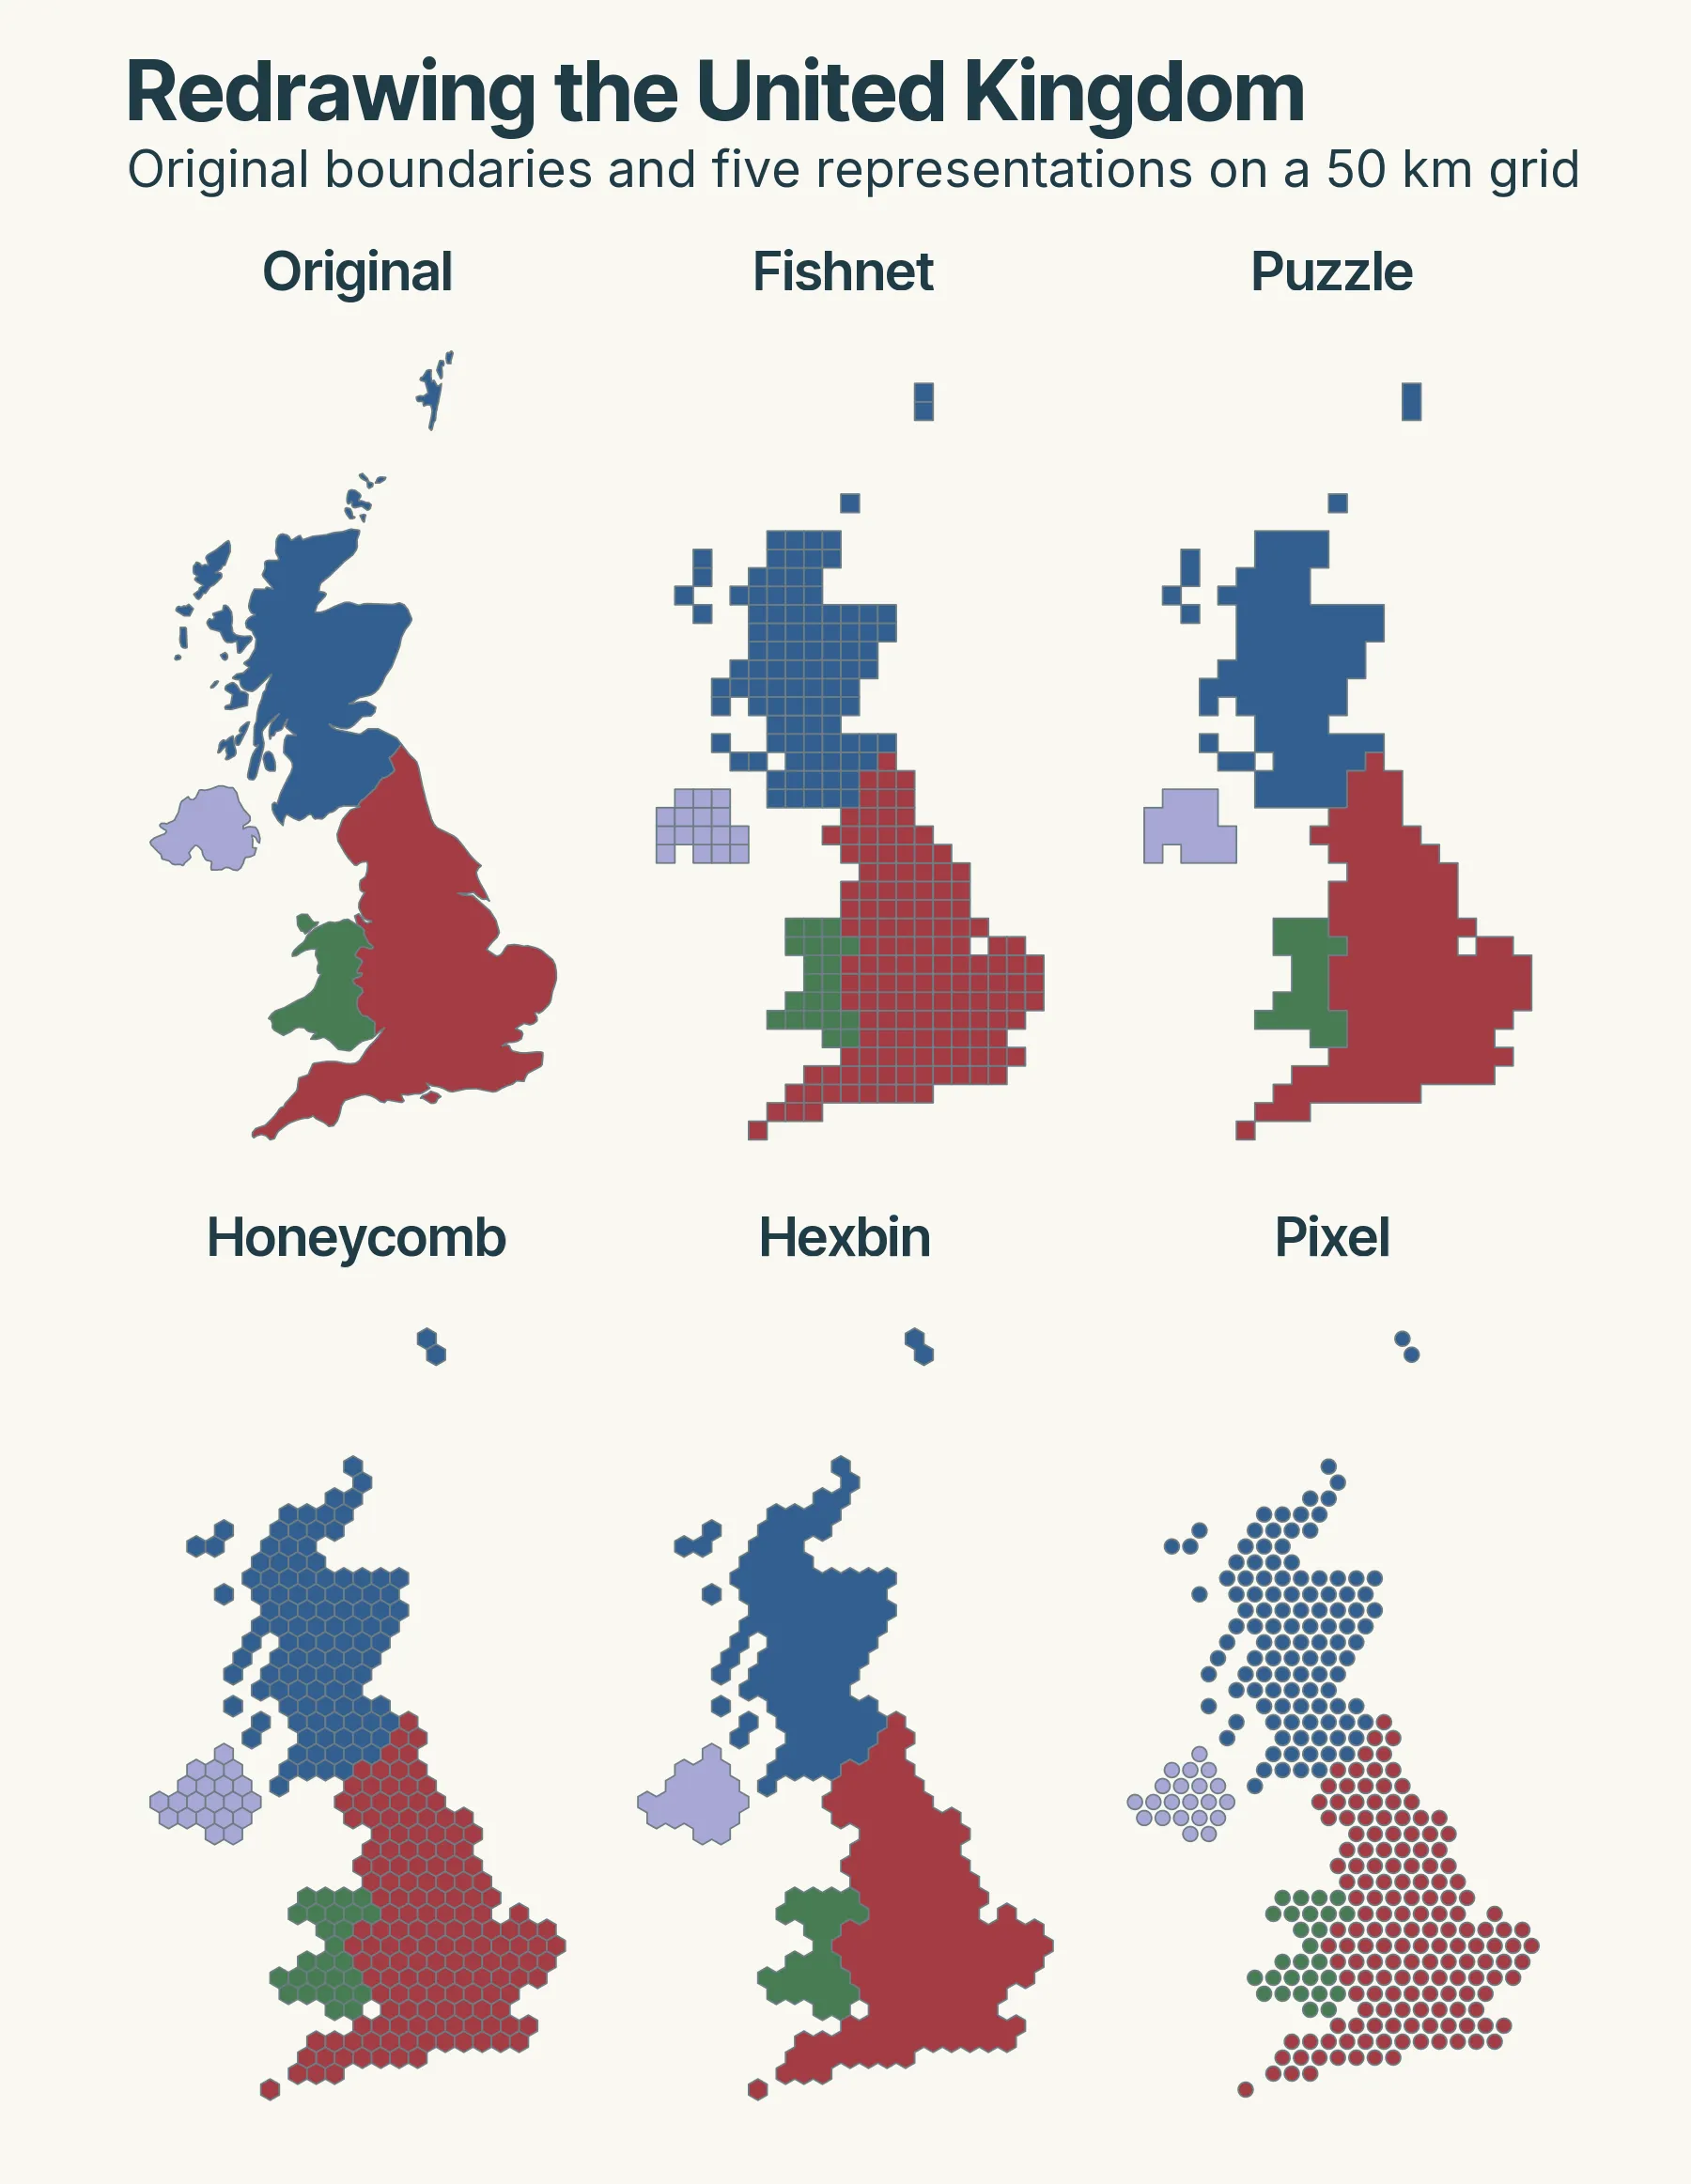 Redrawing the United Kingdom
Original boundaries and five representations on a 50 km grid
Original Fishnet Puzzle
Honeycomb Hexbin Pixel